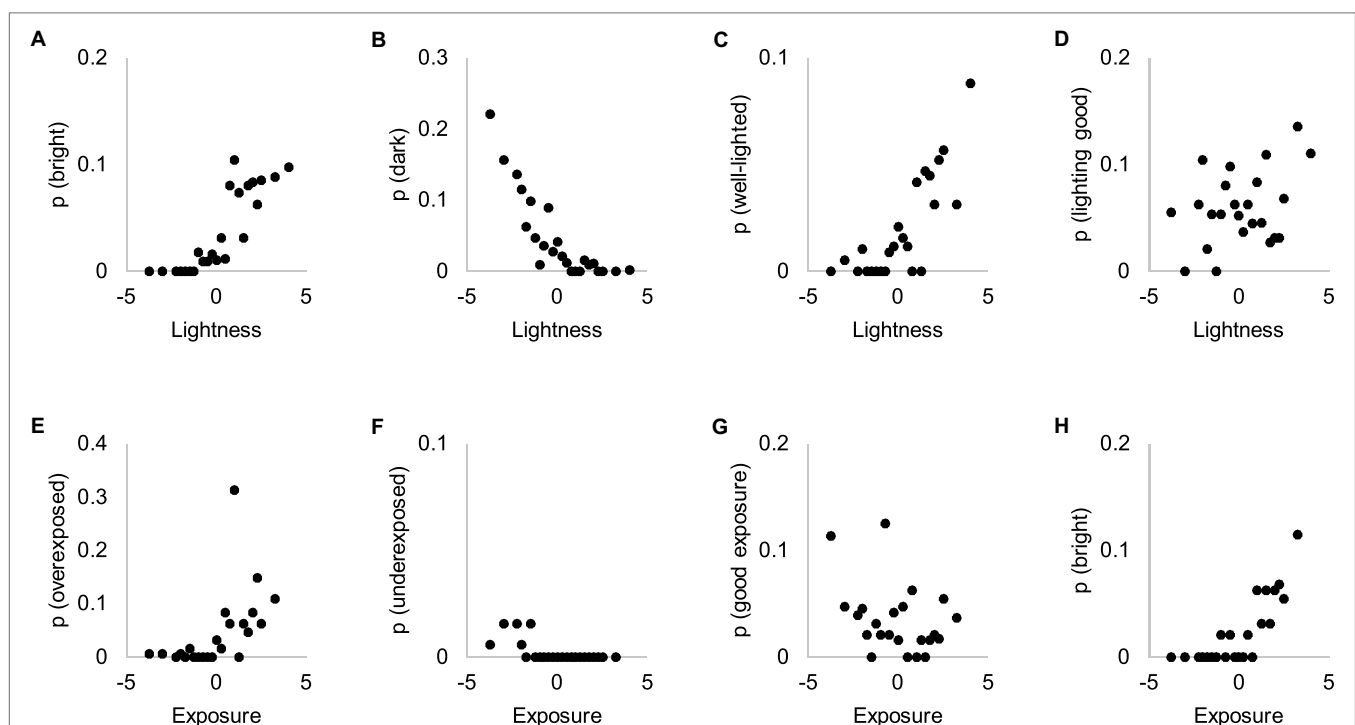 A
0.2
0.1
0
p (bright)
-5 0 5
Lightness
B
0.3
0.2
0.1
0
p (dark)
-5 0 5
Lightness
C
0.1
0
p (well-lighted)
-5 0 5
Lightness
D
0.2
0.1
0
p (lighting good)
-5 0 5
Lightness
E
0.4
0.3
0.2
0.1
0
p (overexposed)
-5 0 5
Exposure
F
0.1
0
p (underexposed)
-5 0 5
Exposure
G
0.2
0.1
0
p (good exposure)
-5 0 5
Exposure
H
0.2
0.1
0
p (bright)
-5 0 5
Exposure